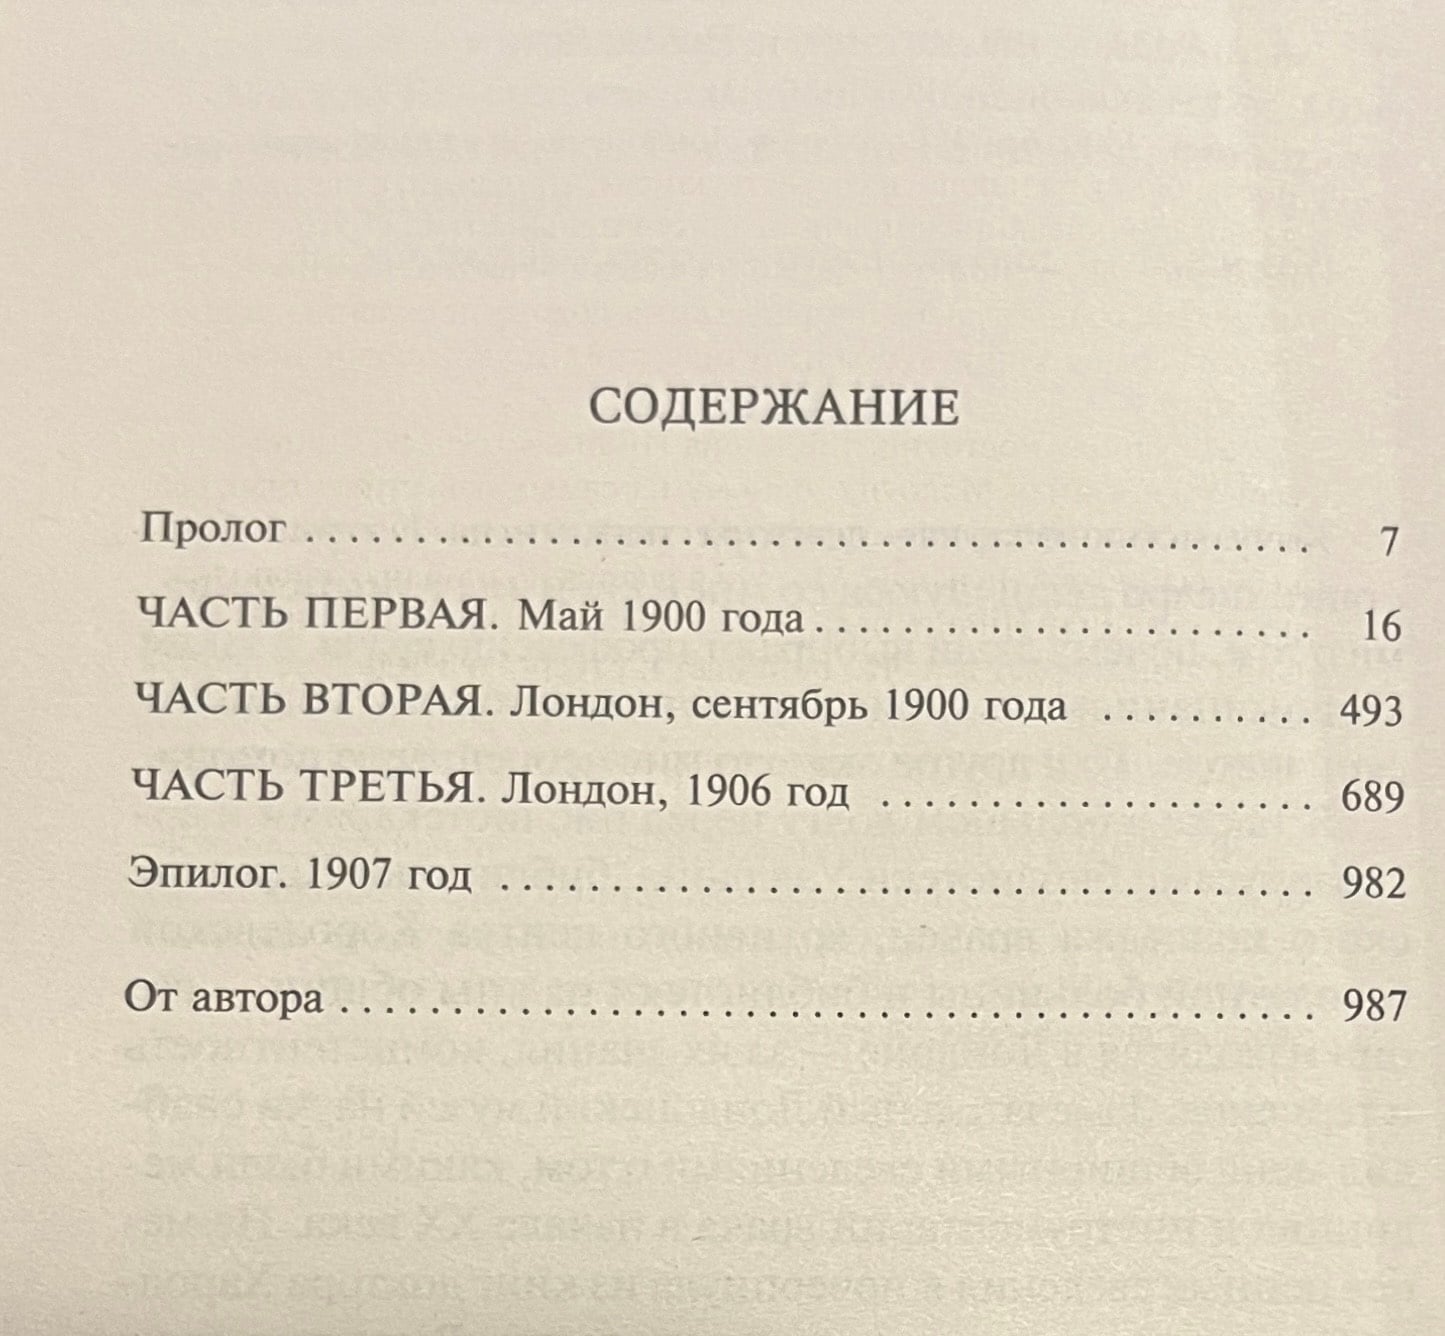 СОДЕРЖАНИЕ
Пролог . . . . . . . . . . . . . . . . . . . . . . . . . . . . . . . . . . . 7
ЧАСТЬ ПЕРВАЯ. Май 1900 года . . . . . . . . . . . . . . . . . . 16
ЧАСТЬ ВТОРАЯ. Лондон, сентябрь 1900 года . . . . . . . . . . 493
ЧАСТЬ ТРЕТЬЯ. Лондон, 1906 год . . . . . . . . . . . . . . . . 689
Эпилог. 1907 год . . . . . . . . . . . . . . . . . . . . . . . . . . . . . 982
От автора . . . . . . . . . . . . . . . . . . . . . . . . . . . . . . . . . . . 987